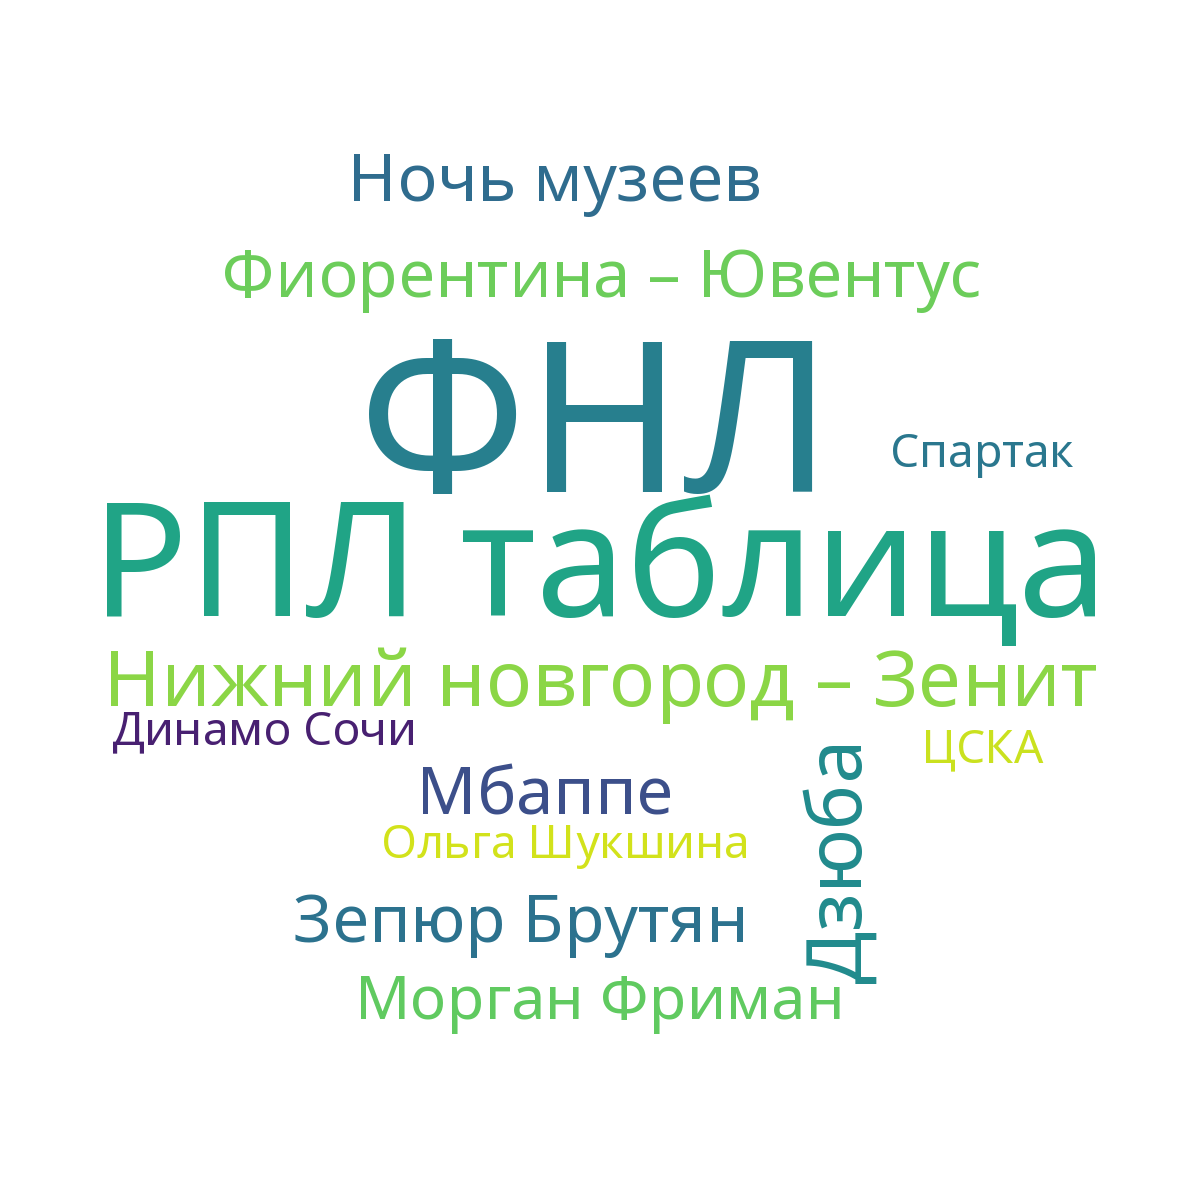 Ночь музеев
Фиорентина – Ювентус
ФНЛ
Спартак
РПЛ таблица
Нижний новгород – Зенит
Динамо Сочи
ЦСКА
Мбаппе
Дзюба
Ольга Шукшина
Зепюр Брутян
Морган Фриман